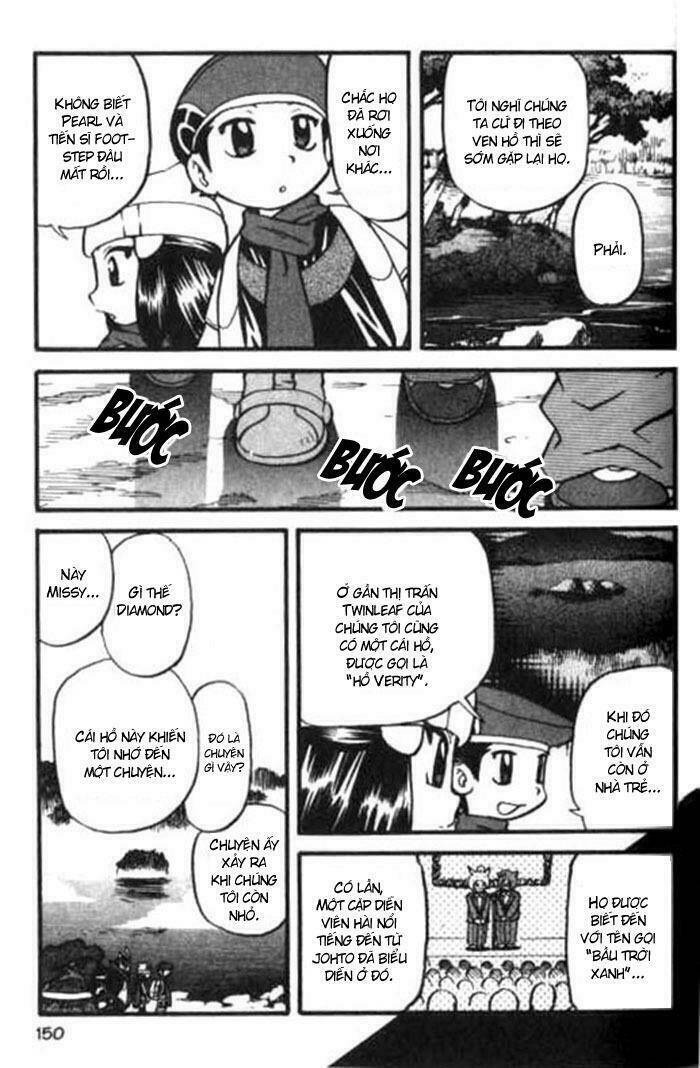 KHÔNG BIẾT
PEARL VÀ
TIẾN SĨ FOOT-
STEP ĐÂU
MẤT RỒI...
CHẮC HỌ
ĐÃ RƠI
XUỐNG
NƠI
KHÁC...
TÔI NGHĨ CHÚNG
TA CỨ ĐI THEO
VEN HỒ THÌ SẼ
SỚM GẶP LẠI HỌ.
PHẢI.
BƯỚC
BƯỚC
BƯỚC
NÀY
MISSY...
GÌ THẾ
DIAMOND?
CÁI HỒ NÀY KHIẾN
TÔI NHỚ ĐẾN
MỘT CHUYỆN...
ĐÓ LÀ
CHUYỆN
GÌ VẬY?
CHUYỆN ẤY
XẢY RA
KHI CHÚNG
TÔI CÒN
NHỎ.
Ở GẦN THỊ TRẤN
TWINLEAF CỦA
CHÚNG TÔI CŨNG
CÓ MỘT CÁI HỒ,
ĐƯỢC GỌI LÀ
"HỒ VERITY".
KHI ĐÓ
CHÚNG
TÔI VẪN
CÒN Ở
NHÀ TRẺ...
CÓ LẦN,
MỘT CẶP DIỄN
VIÊN HÀI NỔI
TIẾNG ĐẾN TỪ
JOHTO ĐÃ BIỂU
DIỄN Ở ĐÓ.
HỌ ĐƯỢC
BIẾT ĐẾN
VỚI TÊN GỌI
"BẦU TRỜI
XANH"...
150